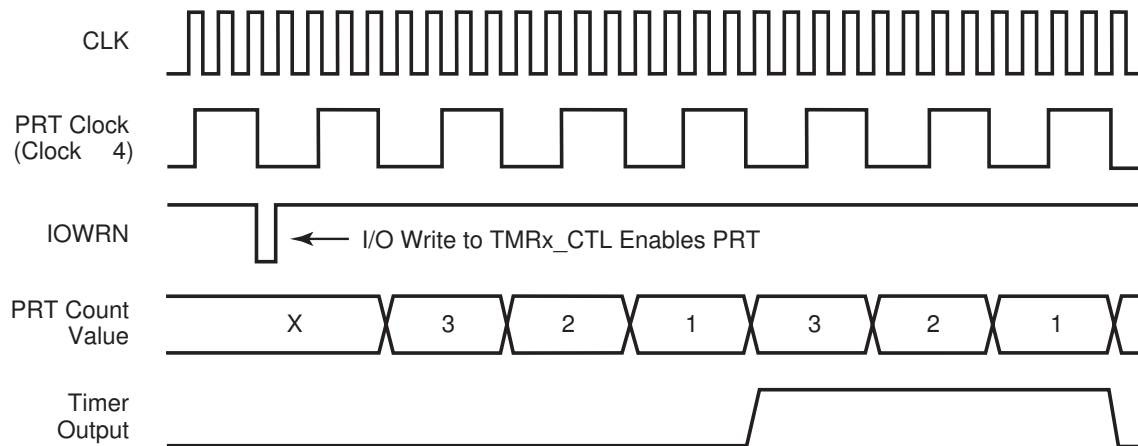 CLK
PRT Clock
(Clock 4)
IOWRN
I/O Write to TMRx_CTL Enables PRT
PRT Count
Value
X 3 2 1 3 2 1
Timer
Output